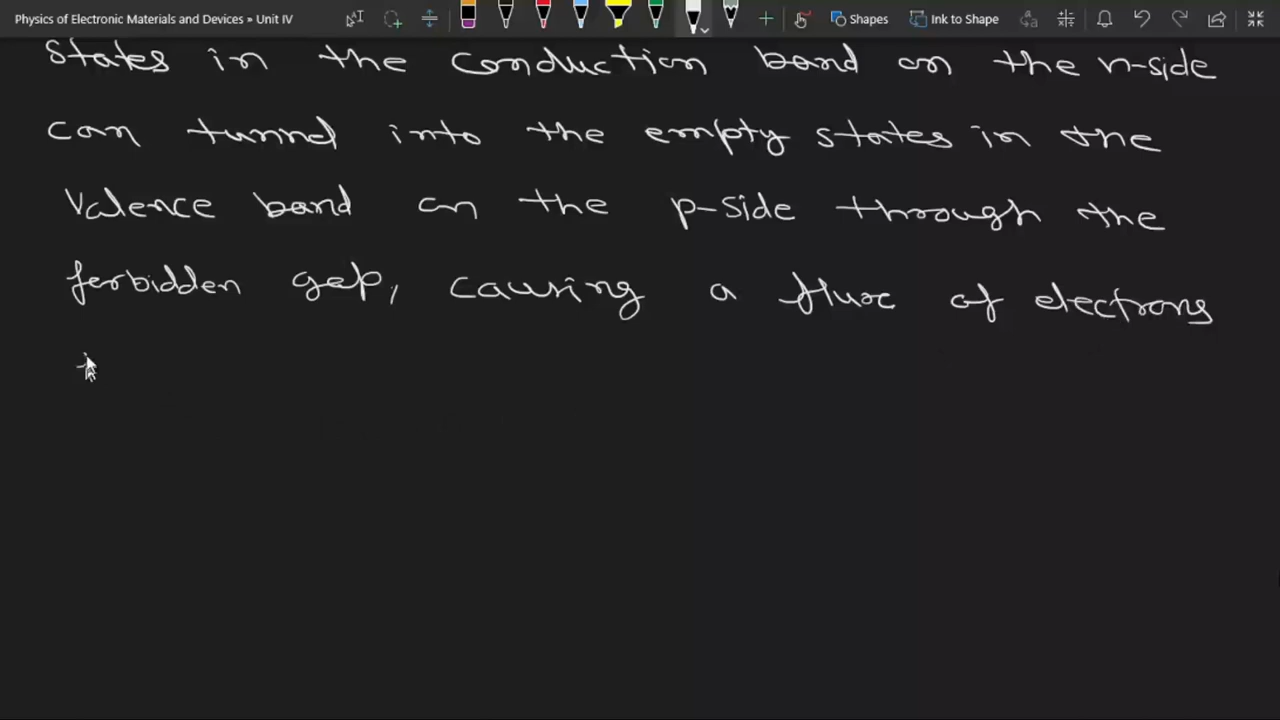 Physics of Electronic Materials and Devices » Unit IV
Shapes
Ink to Shape
States in the conduction band on the n-side
can tunnel into the empty states in the
Valence band on the p-side through the
forbidden gap, causing a flux of electrons